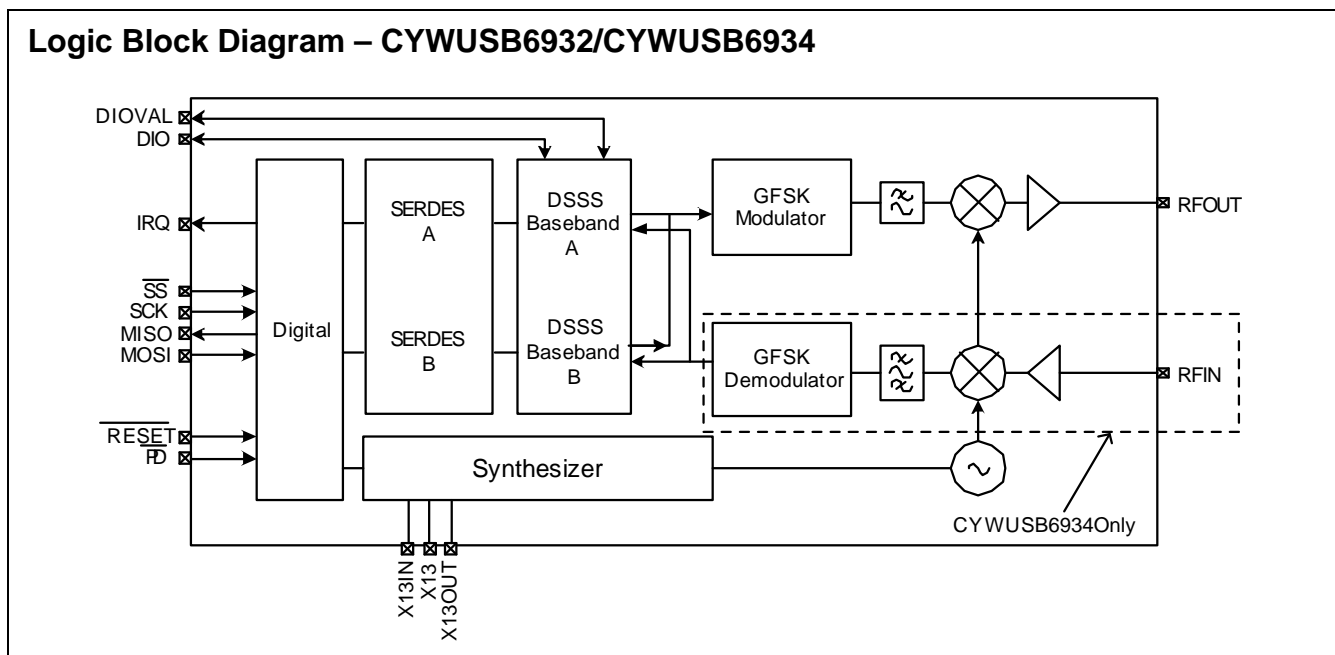 Logic Block Diagram – CYWUSB6932/CYWUSB6934
DIOVAL
DIO
IRQ
SS
SCK
MISO
MOSI
RESET
PD
Digital
SERDES
A
SERDES
B
DSSS
Baseband
A
DSSS
Baseband
B
GFSK
Modulator
GFSK
Demodulator
RFOUT
RFIN
Synthesizer
CYWUSB6934Only
X13IN
X13
X13OUT